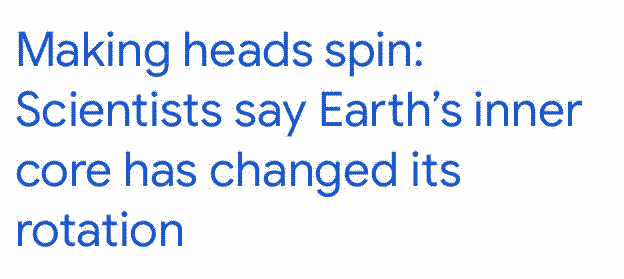 Making heads spin:
Scientists say Earth’s inner
core has changed its
rotation